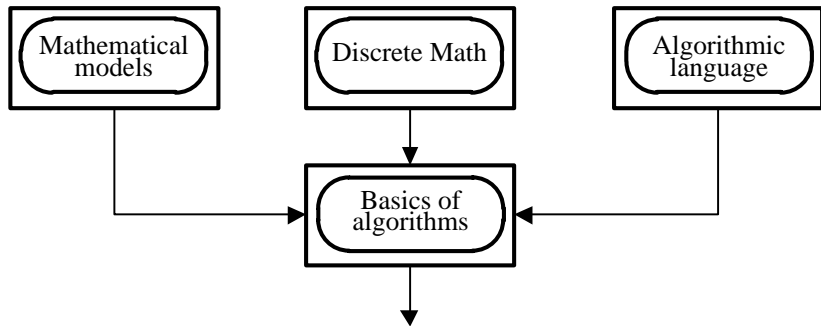 Mathematical
models
Discrete Math
Algorithmic
language
Basics of
algorithms